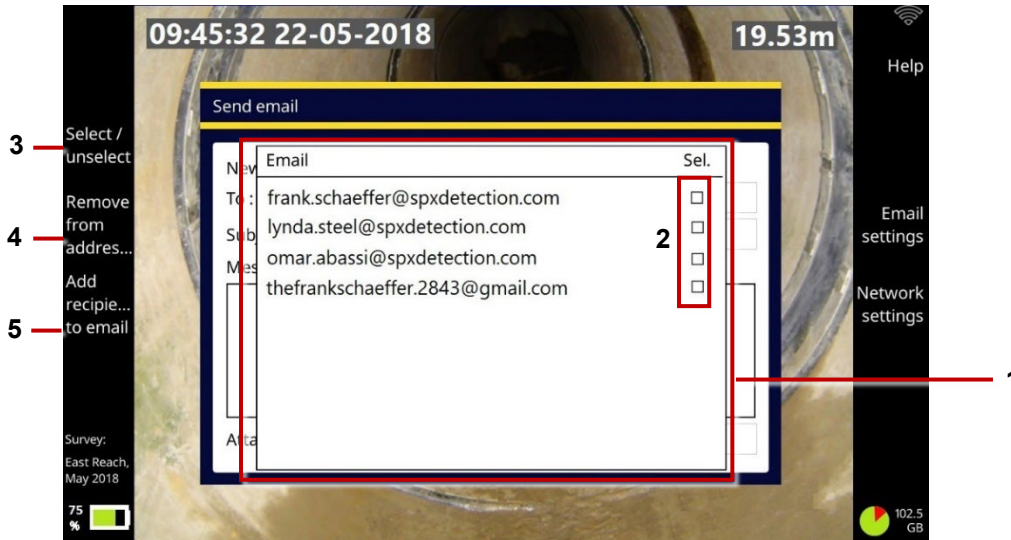 09:45:32 22-05-2018
19.53m
Help
Send email
3
Select /
unselect
Email Sel.
New
frank.schaeffer@spxdetection.com
To :
lynda.steel@spxdetection.com
Sub
2
omar.abassi@spxdetection.com
Mes
thefrankschaeffer.2843@gmail.com
4
Remove
from
addres...
5
Add
recipie...
to email
Email
settings
Network
settings
1
Atta
Survey:
East Reach,
May 2018
75
%
102.5
GB